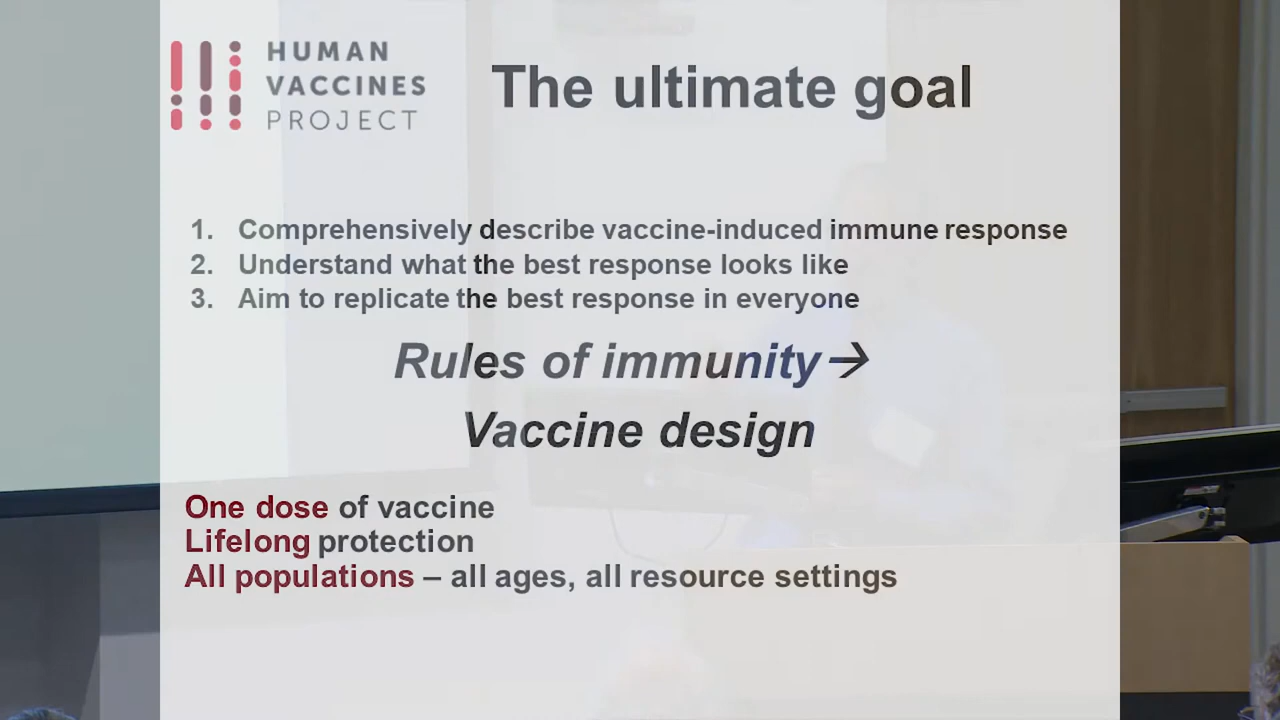 HUMAN
VACCINES
PROJECT
The ultimate goal
1. Comprehensively describe vaccine-induced immune response
2. Understand what the best response looks like
3. Aim to replicate the best response in everyone
Rules of immunity→
Vaccine design
One dose of vaccine
Lifelong protection
All populations – all ages, all resource settings